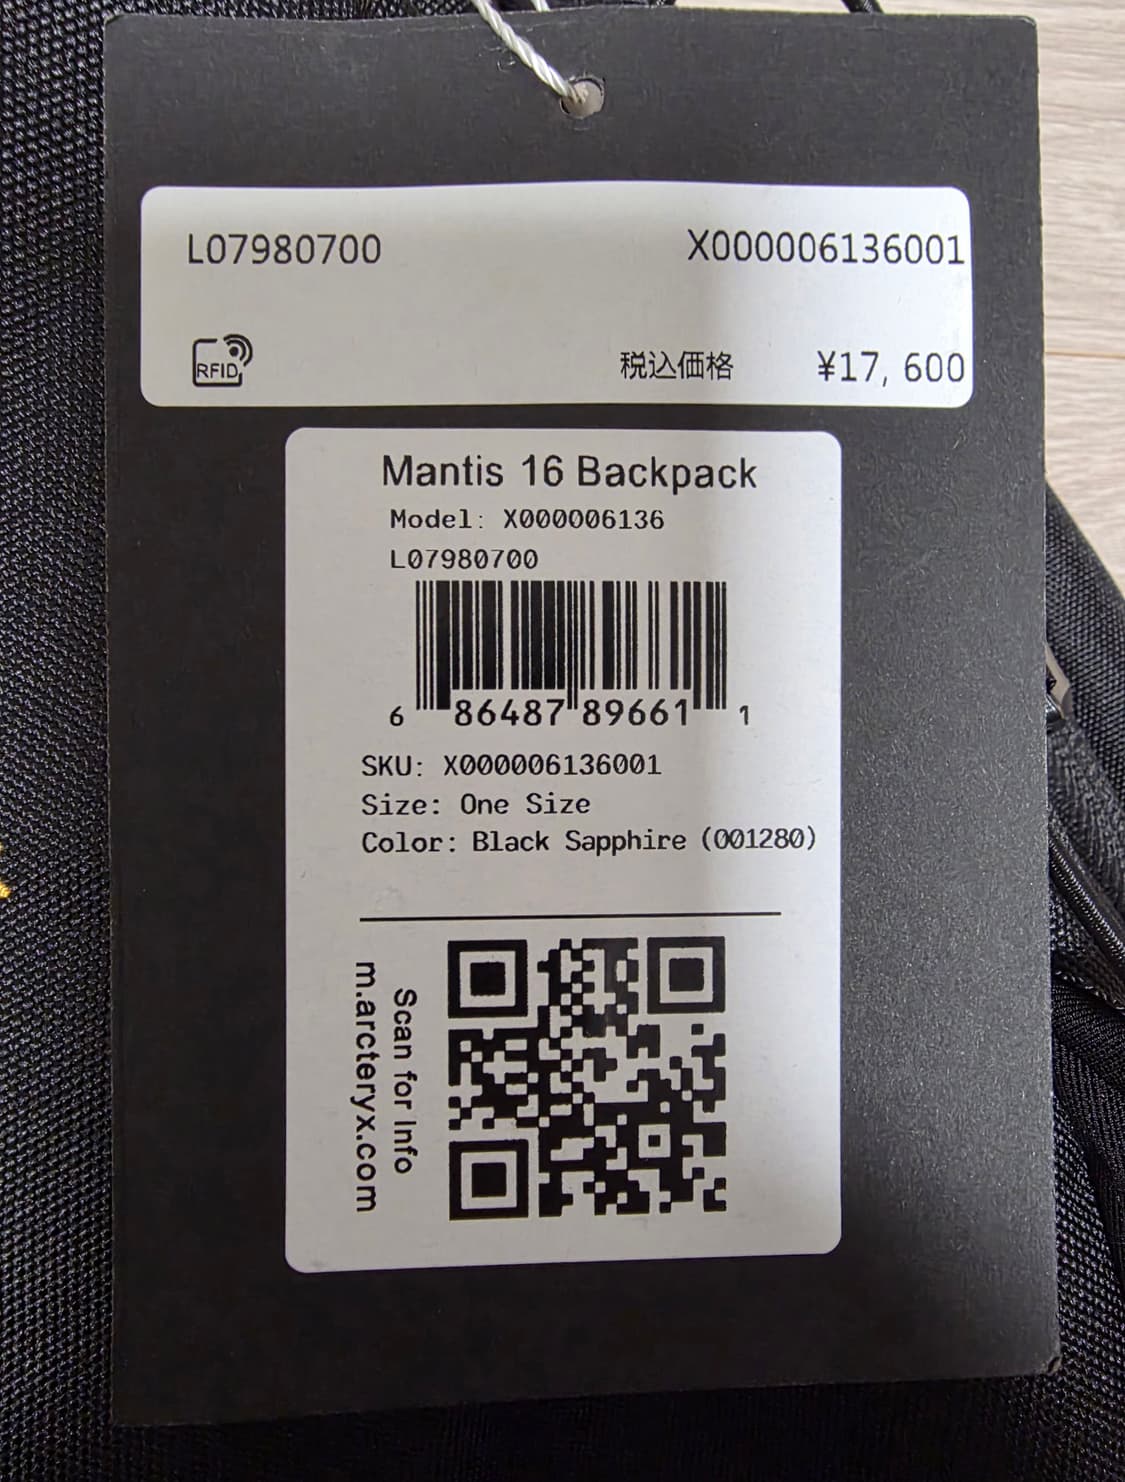 L07980700
X000006136001
RFID
税込価格 ¥17, 600
Mantis 16 Backpack
Model: X000006136
L07980700
6 86487 89661 1
SKU: X000006136001
Size: One Size
Color: Black Sapphire (001280)
Scan for Info
m.arcteryx.com